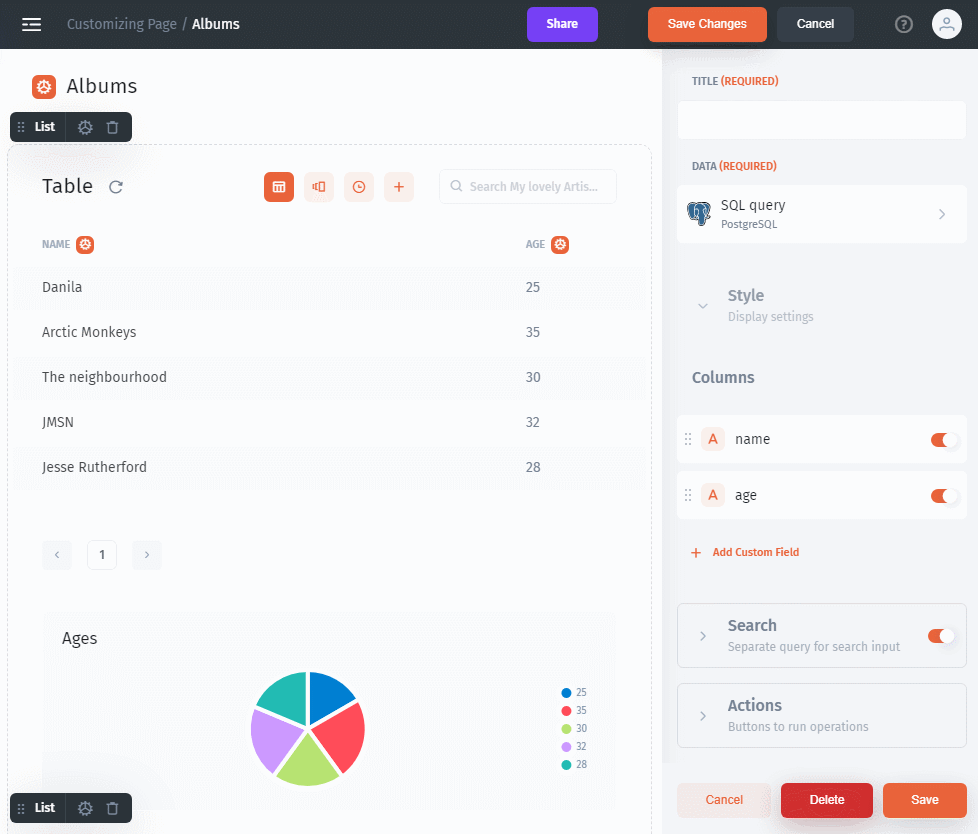 Customizing Page / Albums
Share
Save Changes
Cancel
?
Albums
List
Table
Search My lovely Artis...
NAME
AGE
Danila
25
Arctic Monkeys
35
The neighbourhood
30
JMSN
32
Jesse Rutherford
28
1
Ages
25
35
30
32
28
List
TITLE (REQUIRED)
DATA (REQUIRED)
SQL query
PostgreSQL
Style
Display settings
Columns
A name
A age
+ Add Custom Field
Search
Separate query for search input
Actions
Buttons to run operations
Cancel
Delete
Save